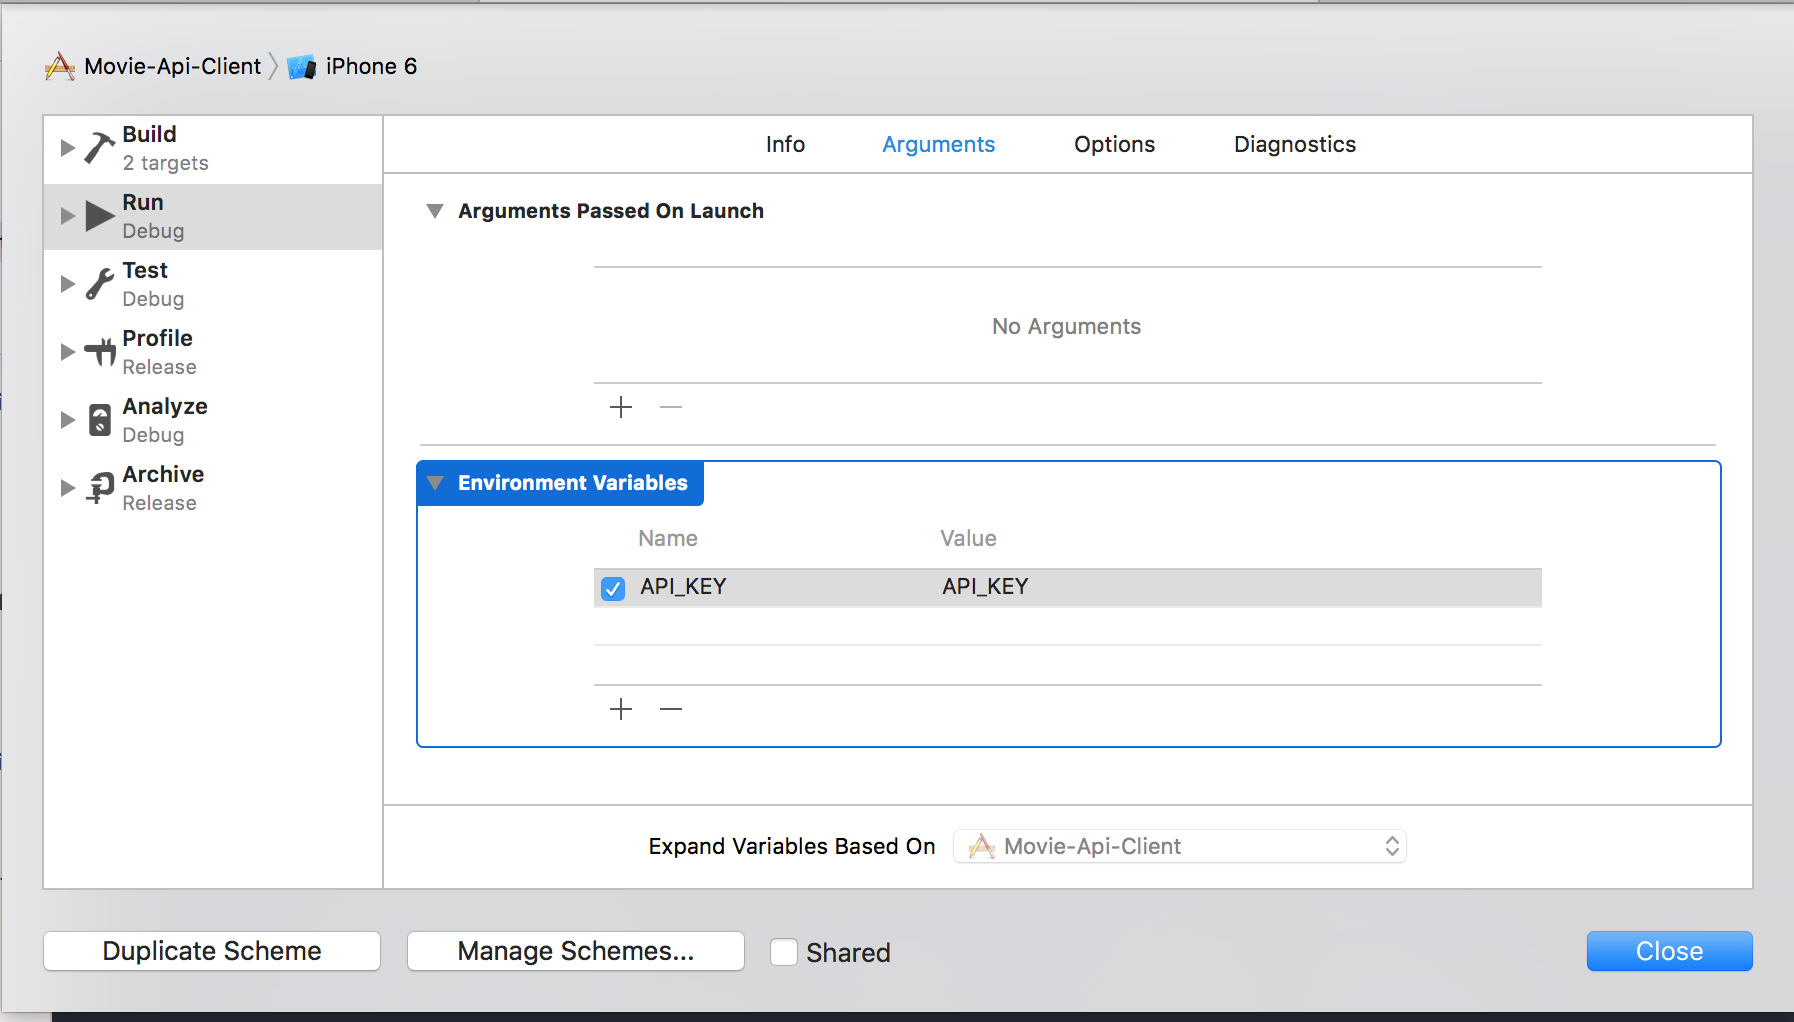 Movie-Api-Client iPhone 6
Build
2 targets
Run
Debug
Test
Debug
Profile
Release
Analyze
Debug
Archive
Release
Info Arguments Options Diagnostics
Arguments Passed On Launch
No Arguments
Environment Variables
Name Value
API_KEY API_KEY
Expand Variables Based On Movie-Api-Client
Duplicate Scheme Manage Schemes... Shared Close